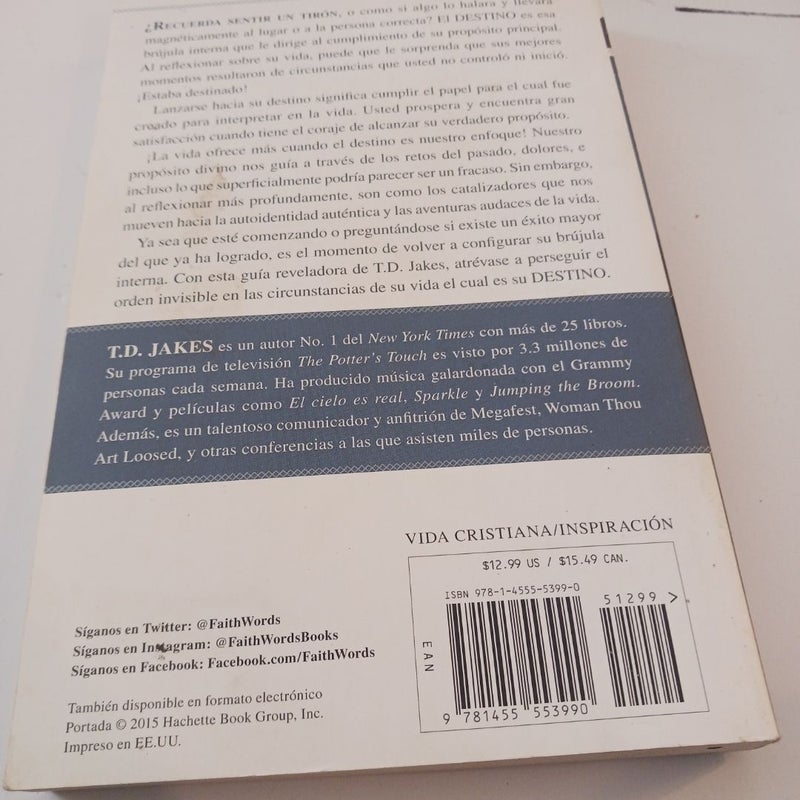 ¿RECUERDA SENTIR UN TIRÓN, o como si algo lo halara y llevara
magnéticamente al lugar o a la persona correcta? El DESTINO es esa
brújula interna que le dirige al cumplimiento de su propósito principal.
Al reflexionar sobre su vida, puede que le sorprenda que sus mejores
momentos resultaron de circunstancias que usted no controló ni inició.
¡Estaba destinado!
Lanzarse hacia su destino significa cumplir el papel para el cual fue
creado para interpretar en la vida. Usted prospera y encuentra gran
satisfacción cuando tiene el coraje de alcanzar su verdadero propósito.
¡La vida ofrece más cuando el destino es nuestro enfoque! Nuestro
propósito divino nos guía a través de los retos del pasado, dolores, e
incluso lo que superficialmente podría parecer ser un fracaso. Sin embargo,
al reflexionar más profundamente, son como los catalizadores que nos
mueven hacia la autoidentidad auténtica y las aventuras audaces de la vida.
Ya sea que esté comenzando o preguntándose si existe un éxito mayor
del que ya ha logrado, es el momento de volver a configurar su brújula
interna. Con esta guía reveladora de T.D. Jakes, atrévase a perseguir el
orden invisible en las circunstancias de su vida el cual es su DESTINO.
T.D. JAKES es un autor No. 1 del New York Times con más de 25 libros.
Su programa de televisión The Potter's Touch es visto por 3.3 millones de
personas cada semana. Ha producido música galardonada con el Grammy
Award y películas como El cielo es real, Sparkle y Jumping the Broom.
Además, es un talentoso comunicador y anfitrión de Megafest, Woman Thou
Art Loosed, y otras conferencias a las que asisten miles de personas.
VIDA CRISTIANA/INSPIRACIÓN
$12.99 US / $15.49 CAN.
ISBN 978-1-4555-5399-0
51299 >
EAN
9 781455 553990
Síganos en Twitter: @FaithWords
Síganos en Instagram: @FaithWordsBooks
Síganos en Facebook: Facebook.com/FaithWords
También disponible en formato electrónico
Portada © 2015 Hachette Book Group, Inc.
Impreso en EE.UU.